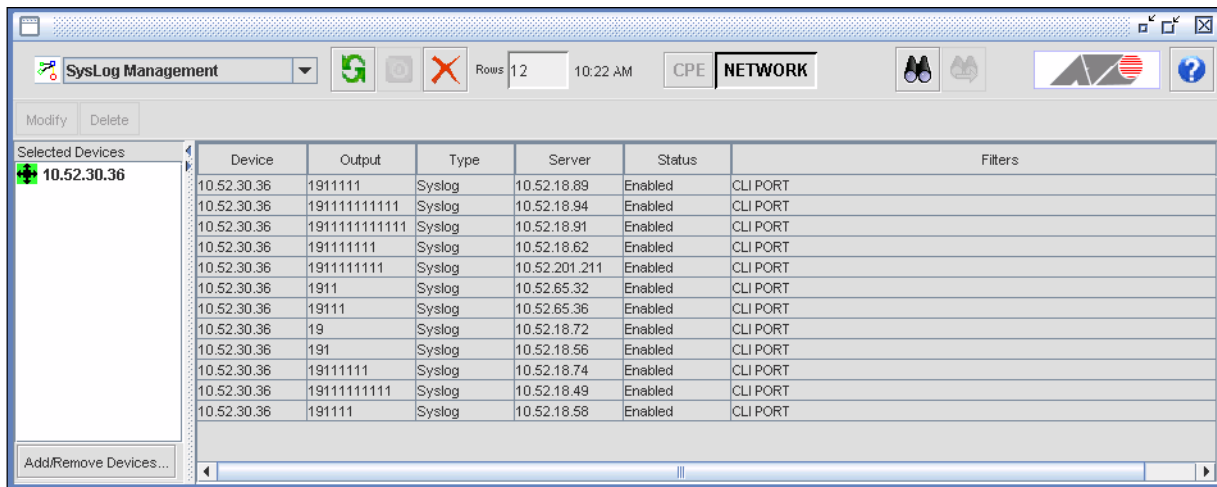 SysLog Management Rows 12 10:22 AM CPE NETWORK
Modify Delete
Selected Devices
10.52.30.36
Add/Remove Devices...
Device Output Type Server Status Filters
10.52.30.36 1911111 Syslog 10.52.18.89 Enabled CLI PORT
10.52.30.36 191111111111 Syslog 10.52.18.94 Enabled CLI PORT
10.52.30.36 1911111111111 Syslog 10.52.18.91 Enabled CLI PORT
10.52.30.36 191111111 Syslog 10.52.18.62 Enabled CLI PORT
10.52.30.36 1911111111 Syslog 10.52.201.211 Enabled CLI PORT
10.52.30.36 1911 Syslog 10.52.65.32 Enabled CLI PORT
10.52.30.36 19111 Syslog 10.52.65.36 Enabled CLI PORT
10.52.30.36 19 Syslog 10.52.18.72 Enabled CLI PORT
10.52.30.36 191 Syslog 10.52.18.56 Enabled CLI PORT
10.52.30.36 19111111 Syslog 10.52.18.74 Enabled CLI PORT
10.52.30.36 19111111111 Syslog 10.52.18.49 Enabled CLI PORT
10.52.30.36 191111 Syslog 10.52.18.58 Enabled CLI PORT